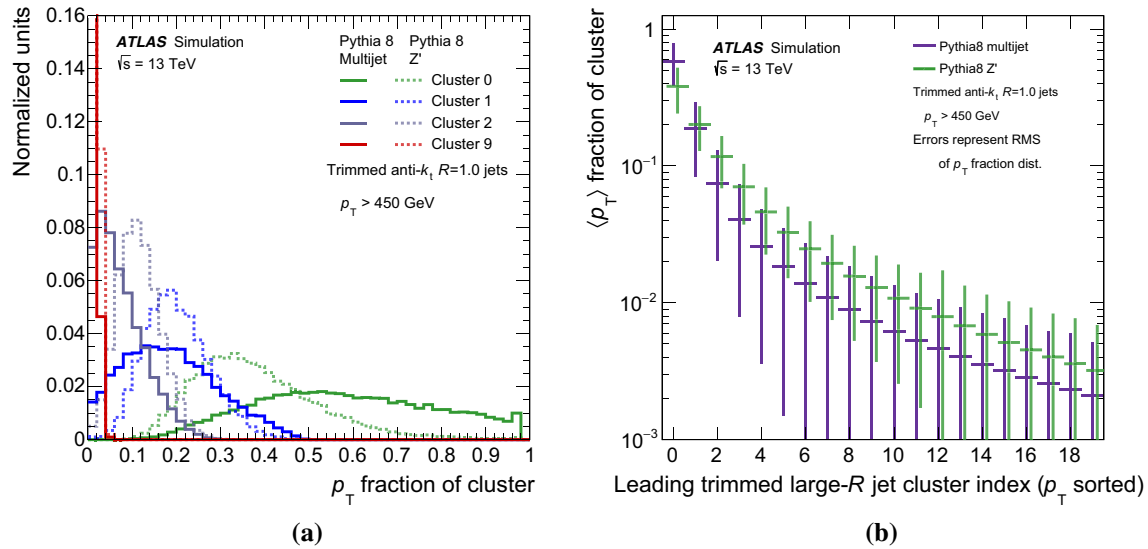 Normalized units
0.16
0.14
0.12
0.1
0.08
0.06
0.04
0.02
0
ATLAS Simulation
√s = 13 TeV
Pythia 8 Pythia 8
Multijet Z'
Cluster 0
Cluster 1
Cluster 2
Cluster 9
Trimmed anti-kt R=1.0 jets
pT > 450 GeV
0 0.1 0.2 0.3 0.4 0.5 0.6 0.7 0.8 0.9 1
pT fraction of cluster
(a)
⟨pT⟩ fraction of cluster
1
10−1
10−2
10−3
ATLAS Simulation
√s = 13 TeV
Pythia8 multijet
Pythia8 Z'
Trimmed anti-kt R=1.0 jets
pT > 450 GeV
Errors represent RMS
of pT fraction dist.
0 2 4 6 8 10 12 14 16 18
Leading trimmed large-R jet cluster index (pT sorted)
(b)